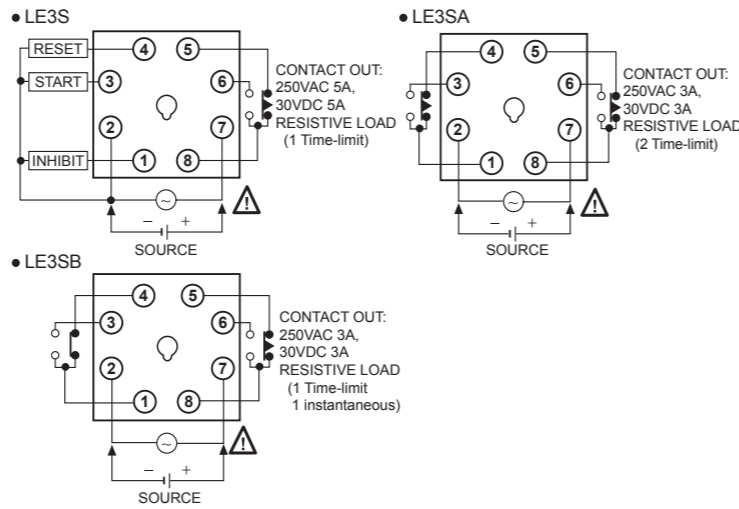 ● LE3S
RESET
START
INHIBIT
4 5
3 6
2 7
1 8
CONTACT OUT:
250VAC 5A,
30VDC 5A
RESISTIVE LOAD
(1 Time-limit)
~
!
− +
SOURCE
● LE3SA
4 5
3 6
2 7
1 8
CONTACT OUT:
250VAC 3A,
30VDC 3A
RESISTIVE LOAD
(2 Time-limit)
~
!
− +
SOURCE
● LE3SB
4 5
3 6
2 7
1 8
CONTACT OUT:
250VAC 3A,
30VDC 3A
RESISTIVE LOAD
(1 Time-limit
1 instantaneous)
~
!
− +
SOURCE